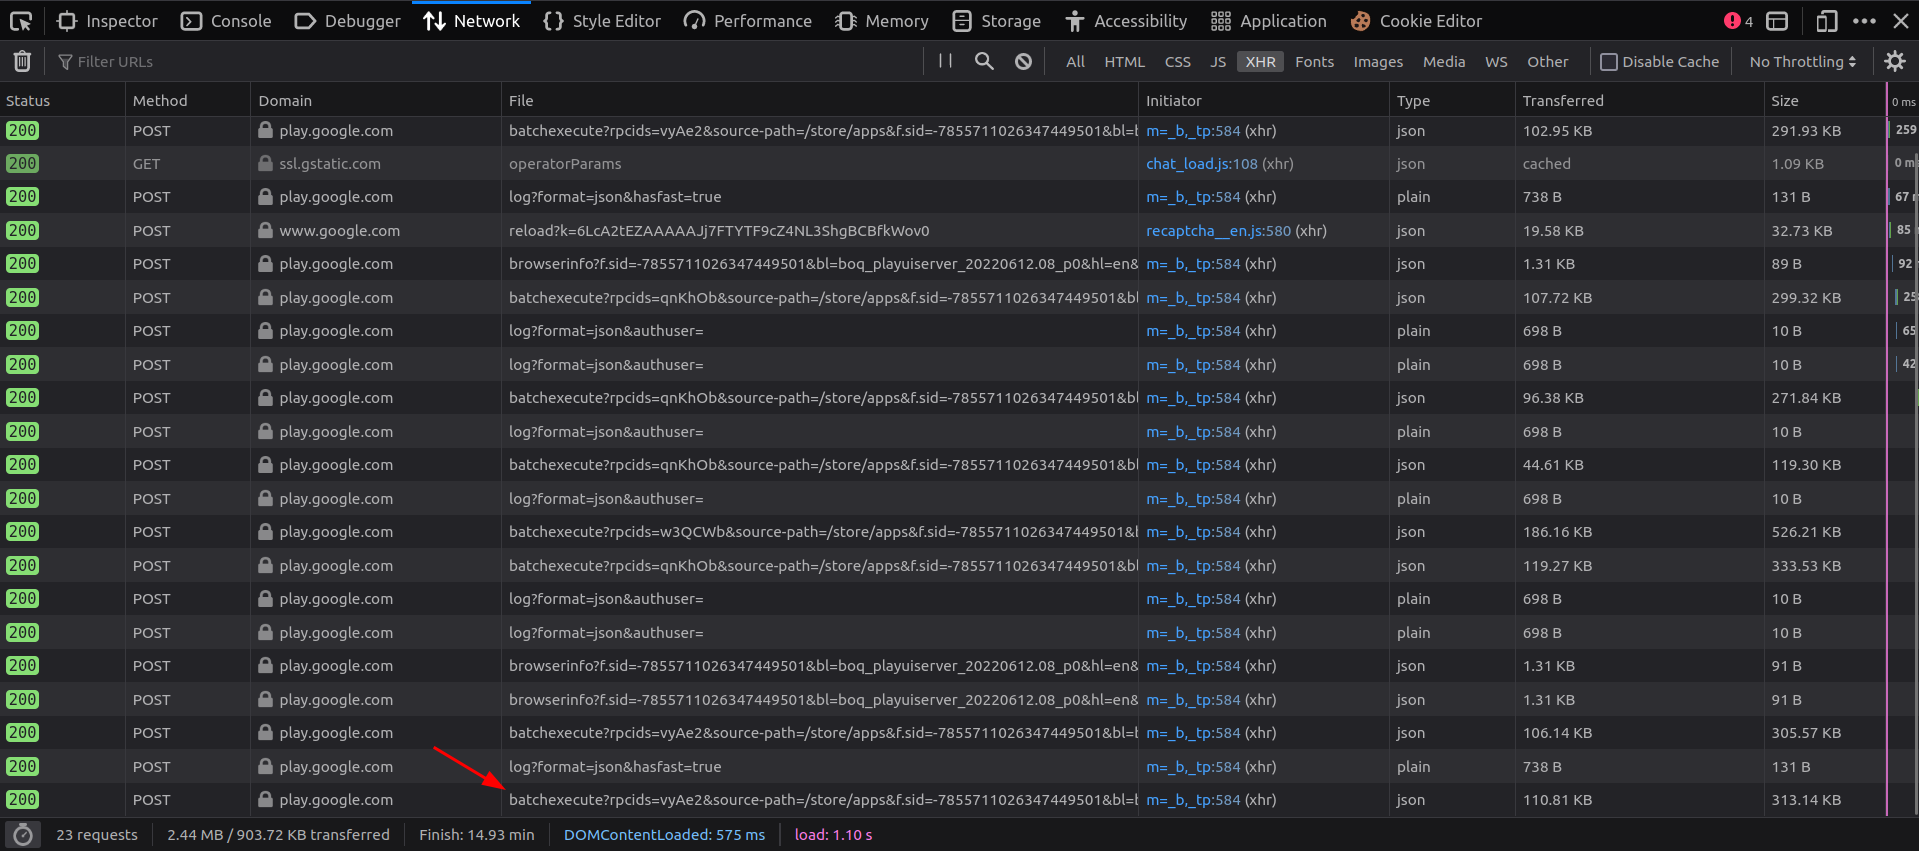 Inspector Console Debugger Network Style Editor Performance Memory Storage Accessibility Application Cookie Editor 4
Filter URLs All HTML CSS JS XHR Fonts Images Media WS Other Disable Cache No Throttling
Status Method Domain File Initiator Type Transferred Size 0 ms
200 POST play.google.com batchexecute?rpcids=vyAe2&source-path=/store/apps&f.sid=-7855711026347449501&bl=b m=_b,_tp:584 (xhr) json 102.95 KB 291.93 KB 259
200 GET ssl.gstatic.com operatorParams chat_load.js:108 (xhr) json cached 1.09 KB 0 ms
200 POST play.google.com log?format=json&hasfast=true m=_b,_tp:584 (xhr) plain 738 B 131 B 67
200 POST www.google.com reload?k=6LcA2tEZAAAAAJj7FTYTF9cZ4NL3ShgBCBfkWov0 recaptcha__en.js:580 (xhr) json 19.58 KB 32.73 KB 85
200 POST play.google.com browserinfo?f.sid=-7855711026347449501&bl=boq_playuiserver_20220612.08_p0&hl=en& m=_b,_tp:584 (xhr) json 1.31 KB 89 B 92
200 POST play.google.com batchexecute?rpcids=qnKhOb&source-path=/store/apps&f.sid=-7855711026347449501&bl m=_b,_tp:584 (xhr) json 107.72 KB 299.32 KB 25
200 POST play.google.com log?format=json&authuser= m=_b,_tp:584 (xhr) plain 698 B 10 B 65
200 POST play.google.com log?format=json&authuser= m=_b,_tp:584 (xhr) plain 698 B 10 B 42
200 POST play.google.com batchexecute?rpcids=qnKhOb&source-path=/store/apps&f.sid=-7855711026347449501&bl m=_b,_tp:584 (xhr) json 96.38 KB 271.84 KB
200 POST play.google.com log?format=json&authuser= m=_b,_tp:584 (xhr) plain 698 B 10 B
200 POST play.google.com batchexecute?rpcids=qnKhOb&source-path=/store/apps&f.sid=-7855711026347449501&bl m=_b,_tp:584 (xhr) json 44.61 KB 119.30 KB
200 POST play.google.com log?format=json&authuser= m=_b,_tp:584 (xhr) plain 698 B 10 B
200 POST play.google.com batchexecute?rpcids=w3QCWb&source-path=/store/apps&f.sid=-7855711026347449501&b m=_b,_tp:584 (xhr) json 186.16 KB 526.21 KB
200 POST play.google.com batchexecute?rpcids=qnKhOb&source-path=/store/apps&f.sid=-7855711026347449501&bl m=_b,_tp:584 (xhr) json 119.27 KB 333.53 KB
200 POST play.google.com log?format=json&authuser= m=_b,_tp:584 (xhr) plain 698 B 10 B
200 POST play.google.com log?format=json&authuser= m=_b,_tp:584 (xhr) plain 698 B 10 B
200 POST play.google.com browserinfo?f.sid=-7855711026347449501&bl=boq_playuiserver_20220612.08_p0&hl=en& m=_b,_tp:584 (xhr) json 1.31 KB 91 B
200 POST play.google.com browserinfo?f.sid=-7855711026347449501&bl=boq_playuiserver_20220612.08_p0&hl=en& m=_b,_tp:584 (xhr) json 1.31 KB 91 B
200 POST play.google.com batchexecute?rpcids=vyAe2&source-path=/store/apps&f.sid=-7855711026347449501&bl=b m=_b,_tp:584 (xhr) json 106.14 KB 305.57 KB
200 POST play.google.com log?format=json&hasfast=true m=_b,_tp:584 (xhr) plain 738 B 131 B
200 POST play.google.com batchexecute?rpcids=vyAe2&source-path=/store/apps&f.sid=-7855711026347449501&bl=b m=_b,_tp:584 (xhr) json 110.81 KB 313.14 KB
23 requests 2.44 MB / 903.72 KB transferred Finish: 14.93 min DOMContentLoaded: 575 ms load: 1.10 s